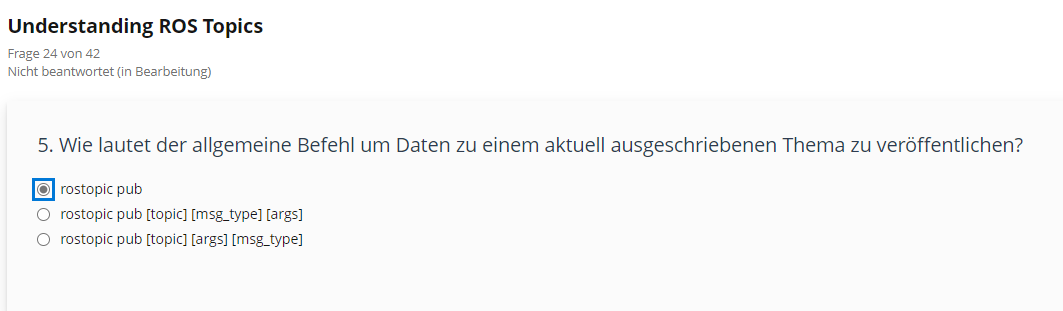 Understanding ROS Topics
Frage 24 von 42
Nicht beantwortet (in Bearbeitung)
5. Wie lautet der allgemeine Befehl um Daten zu einem aktuell ausgeschriebenen Thema zu veröffentlichen?
rostopic pub
rostopic pub [topic] [msg_type] [args]
rostopic pub [topic] [args] [msg_type]